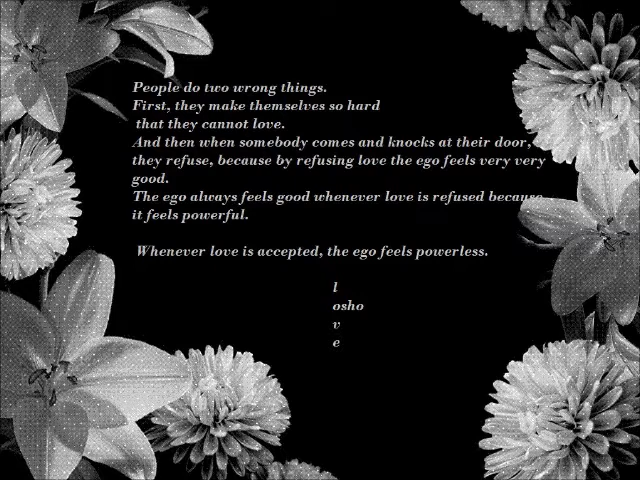 People do two wrong things.
First, they make themselves so hard
that they cannot love.
And then when somebody comes and knocks at their door,
they refuse, because by refusing love the ego feels very very
good.
The ego always feels good whenever love is refused because
it feels powerful.
Whenever love is accepted, the ego feels powerless.
l
osho
v
e